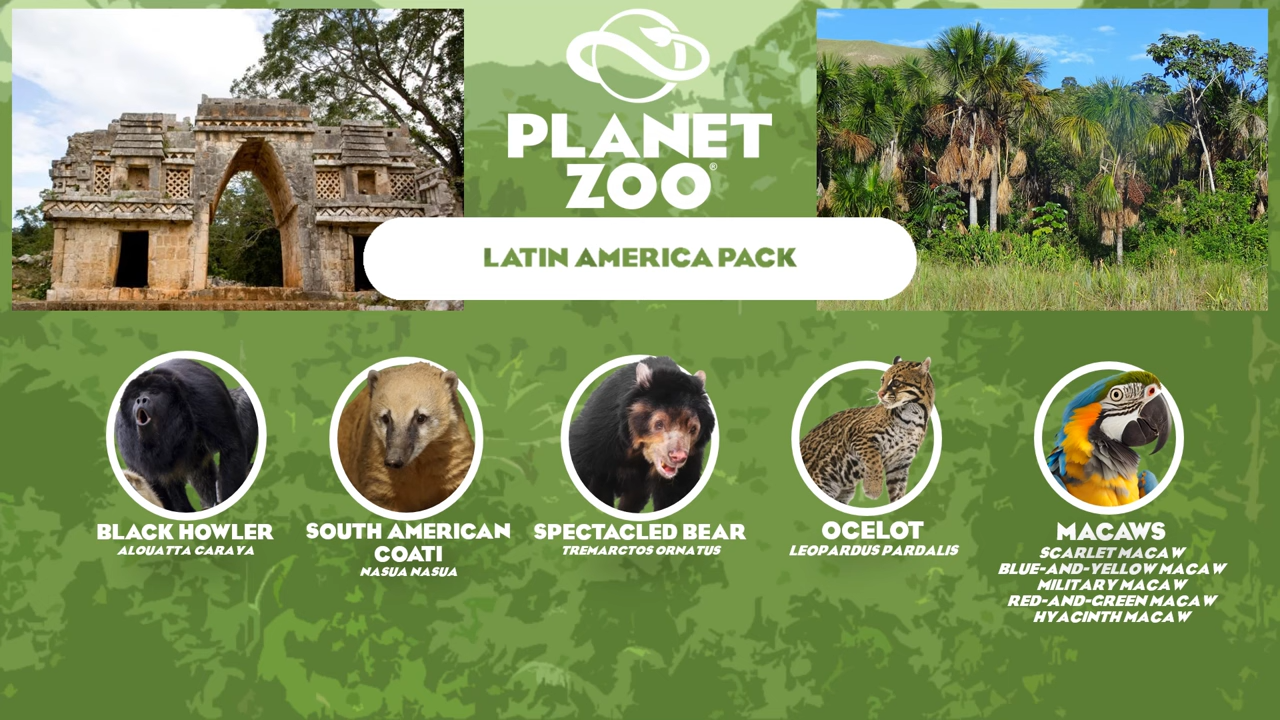 PLANET
ZOO®
LATIN AMERICA PACK
BLACK HOWLER
ALOUATTA CARAYA
SOUTH AMERICAN
COATI
NASUA NASUA
SPECTACLED BEAR
TREMARCTOS ORNATUS
OCELOT
LEOPARDUS PARDALIS
MACAWS
SCARLET MACAW
BLUE-AND-YELLOW MACAW
MILITARY MACAW
RED-AND-GREEN MACAW
HYACINTH MACAW